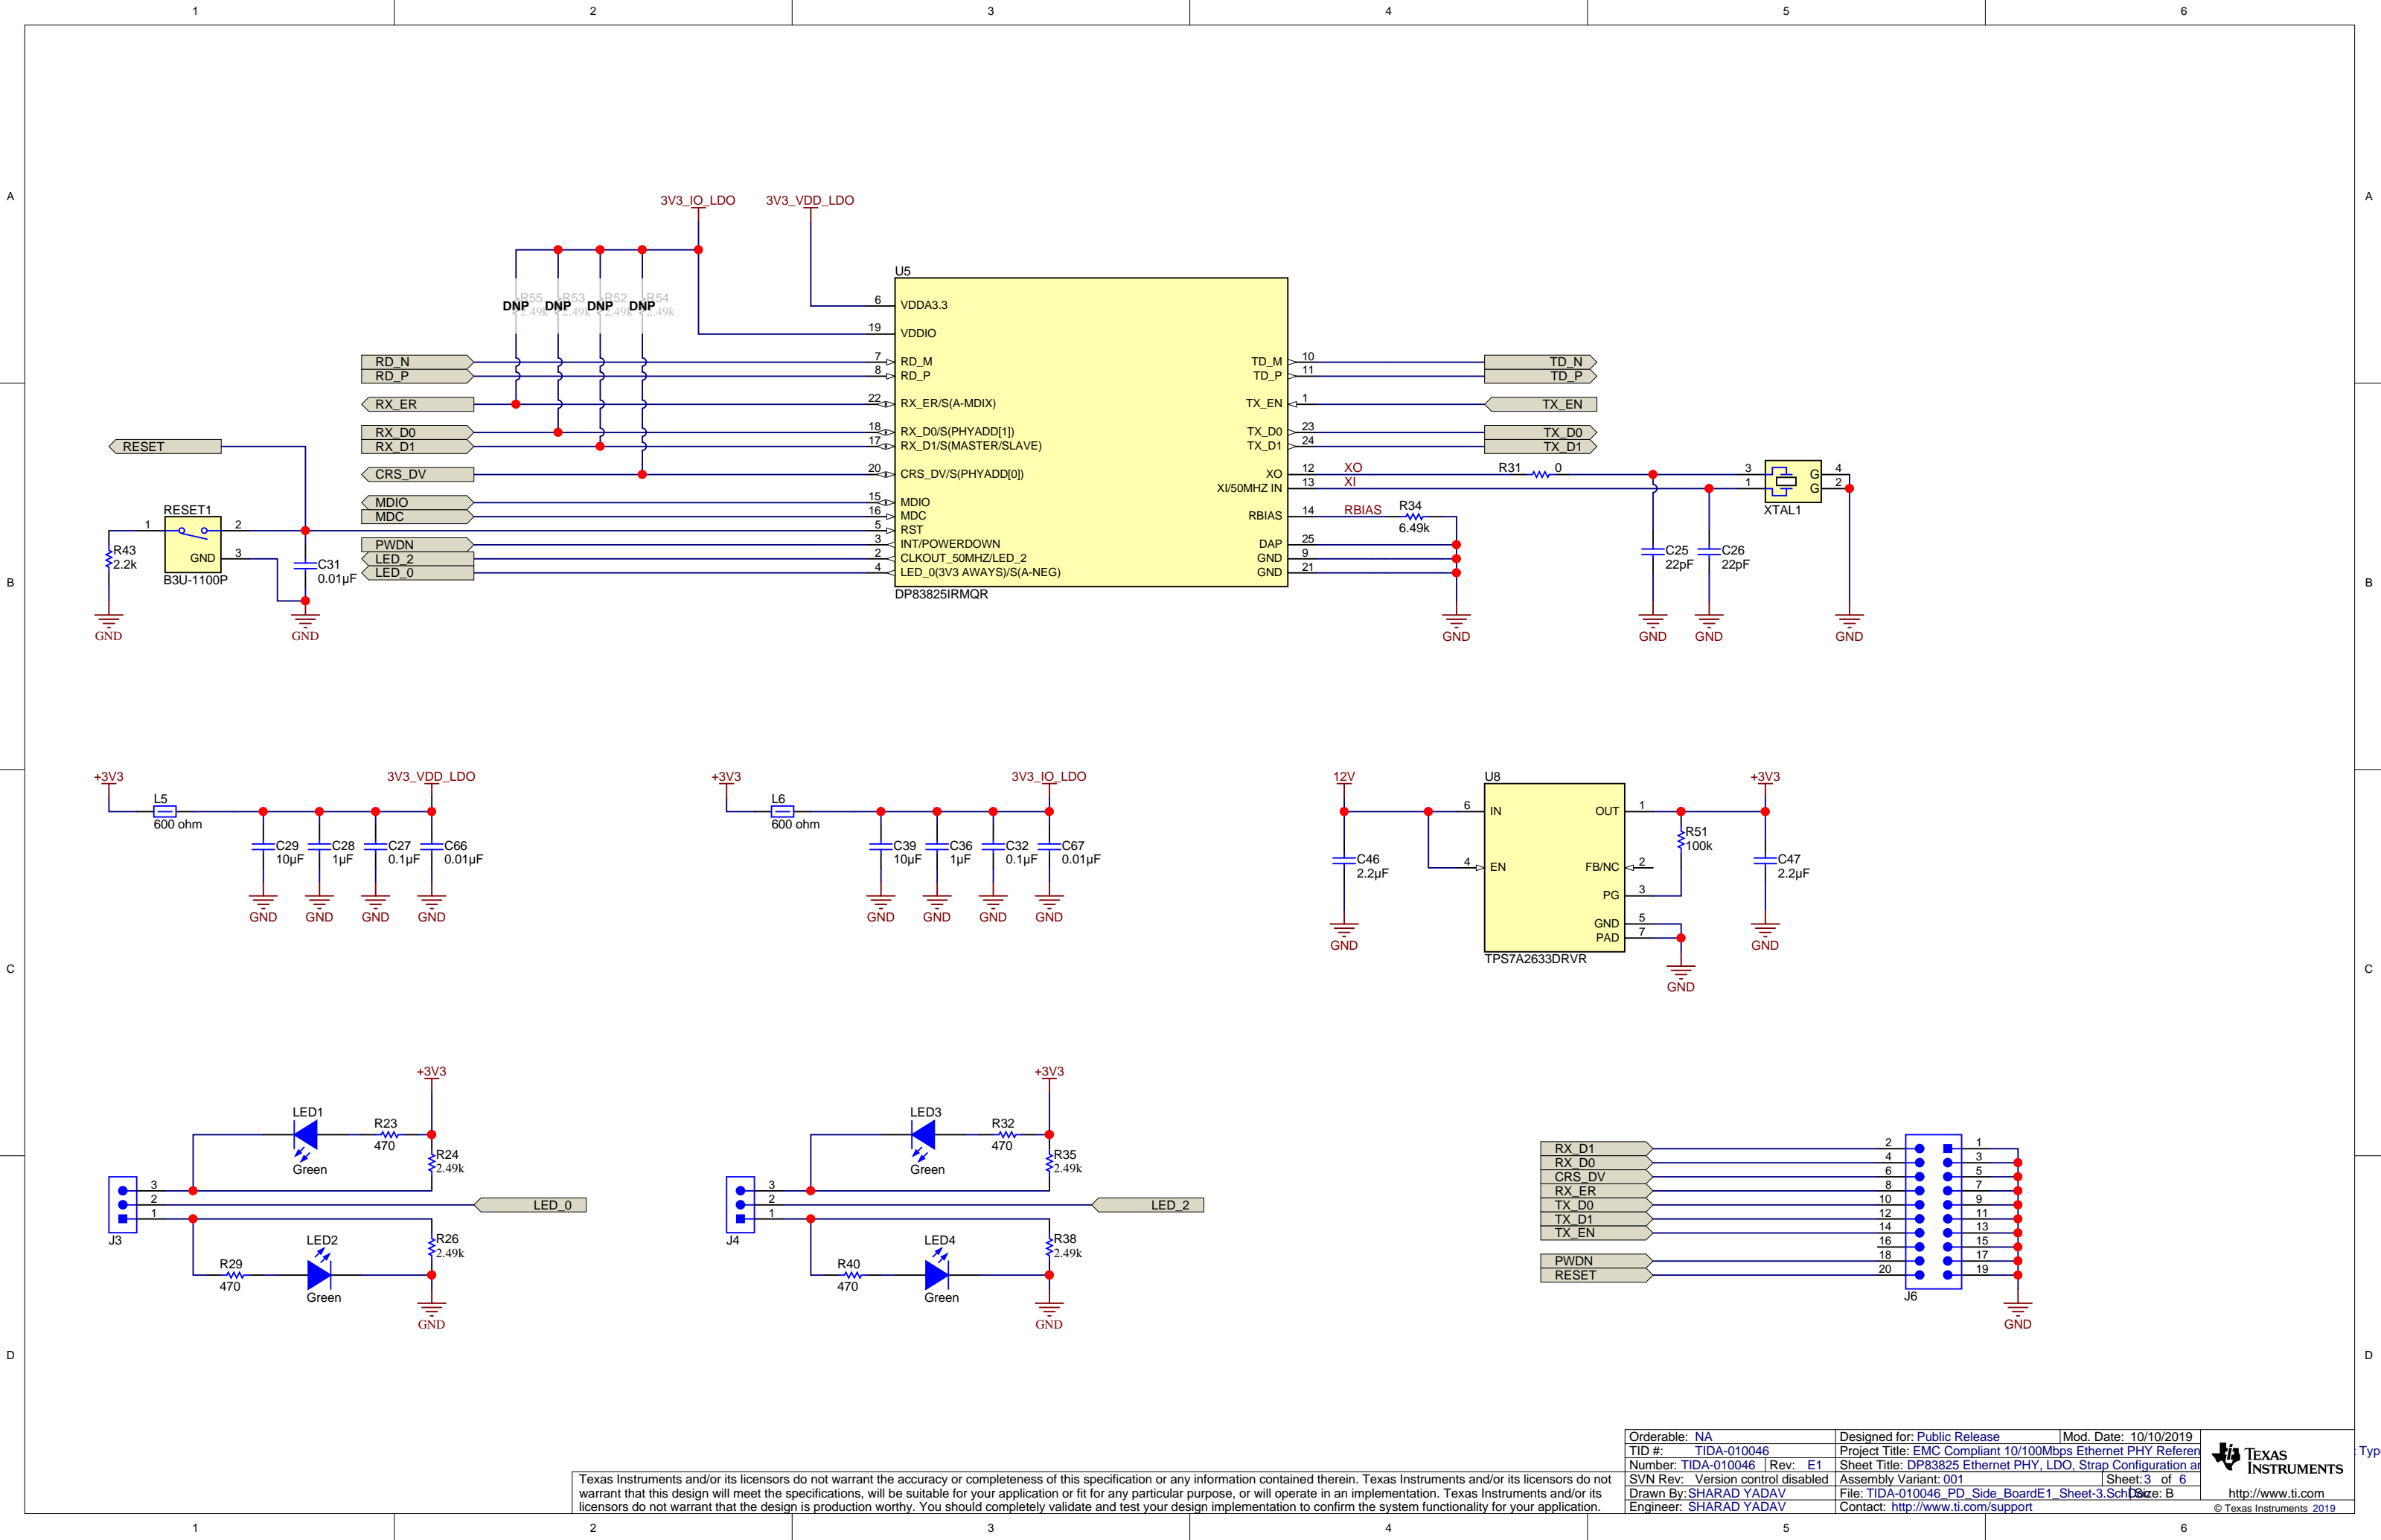 1 2 3 4 5 6
A A
3V3_IO_LDO 3V3_VDD_LDO
U5
R55 R53 R52 R54
DNP DNP DNP DNP
2.49k 2.49k 2.49k 2.49k
6 VDDA3.3
19 VDDIO
RD_N 7 RD_M TD_M 10 TD_N
RD_P 8 RD_P TD_P 11 TD_P
RX_ER 22 RX_ER/S(A-MDIX) TX_EN 1 TX_EN
RX_D0 18 RX_D0/S(PHYADD[1]) TX_D0 23 TX_D0
RESET RX_D1 17 RX_D1/S(MASTER/SLAVE) TX_D1 24 TX_D1
CRS_DV 20 CRS_DV/S(PHYADD[0]) XO 12 XO R31 0 3 G 4
XI/50MHZ IN 13 XI 1 G 2
MDIO 15 MDIO
RESET1 MDC 16 MDC RBIAS 14 RBIAS R34 XTAL1
1 2 5 RST 6.49k
R43 GND 3 PWDN 3 INT/POWERDOWN DAP 25
2.2k C31 LED_2 2 CLKOUT_50MHZ/LED_2 GND 9 C25 C26
B B3U-1100P 0.01µF LED_0 4 LED_0(3V3 AWAYS)/S(A-NEG) GND 21 22pF 22pF B
DP83825IRMQR
GND GND GND GND GND GND
+3V3 3V3_VDD_LDO +3V3 3V3_IO_LDO 12V U8 +3V3
L5 L6 6 IN OUT 1
600 ohm 600 ohm R51
C29 C28 C27 C66 C39 C36 C32 C67 100k
10µF 1µF 0.1µF 0.01µF 10µF 1µF 0.1µF 0.01µF
C46 4 EN FB/NC 2 C47
2.2µF 2.2µF
PG 3
GND GND GND GND GND GND GND GND GND 5
PAD 7
GND GND
TPS7A2633DRVR
C C
GND
+3V3 +3V3
LED1 R23 LED3 R32
470 470
Green R24 Green R35
2.49k 2.49k
3 3
2 LED_0 2 LED_2
1 1
J3 LED2 R26 J4 LED4 R38
2.49k 2.49k
R29 R40
470 Green 470 Green
GND GND
RX_D1 2 1
RX_D0 4 3
CRS_DV 6 5
RX_ER 8 7
TX_D0 10 9
TX_D1 12 11
TX_EN 14 13
16 15
PWDN 18 17
RESET 20 19
J6
GND
D D
Orderable: NA Designed for: Public Release Mod. Date: 10/10/2019
TID #: TIDA-010046 Project Title: EMC Compliant 10/100Mbps Ethernet PHY Referen Typ
Number: TIDA-010046 Rev: E1 Sheet Title: DP83825 Ethernet PHY, LDO, Strap Configuration ar
SVN Rev: Version control disabled Assembly Variant: 001 Sheet: 3 of 6
Drawn By: SHARAD YADAV File: TIDA-010046_PD_Side_BoardE1_Sheet-3.SchDoc Size: B
Engineer: SHARAD YADAV Contact: http://www.ti.com/support
TEXAS
INSTRUMENTS
http://www.ti.com
© Texas Instruments 2019
Texas Instruments and/or its licensors do not warrant the accuracy or completeness of this specification or any information contained therein. Texas Instruments and/or its licensors do not
warrant that this design will meet the specifications, will be suitable for your application or fit for any particular purpose, or will operate in an implementation. Texas Instruments and/or its
licensors do not warrant that the design is production worthy. You should completely validate and test your design implementation to confirm the system functionality for your application.
1 2 3 4 5 6